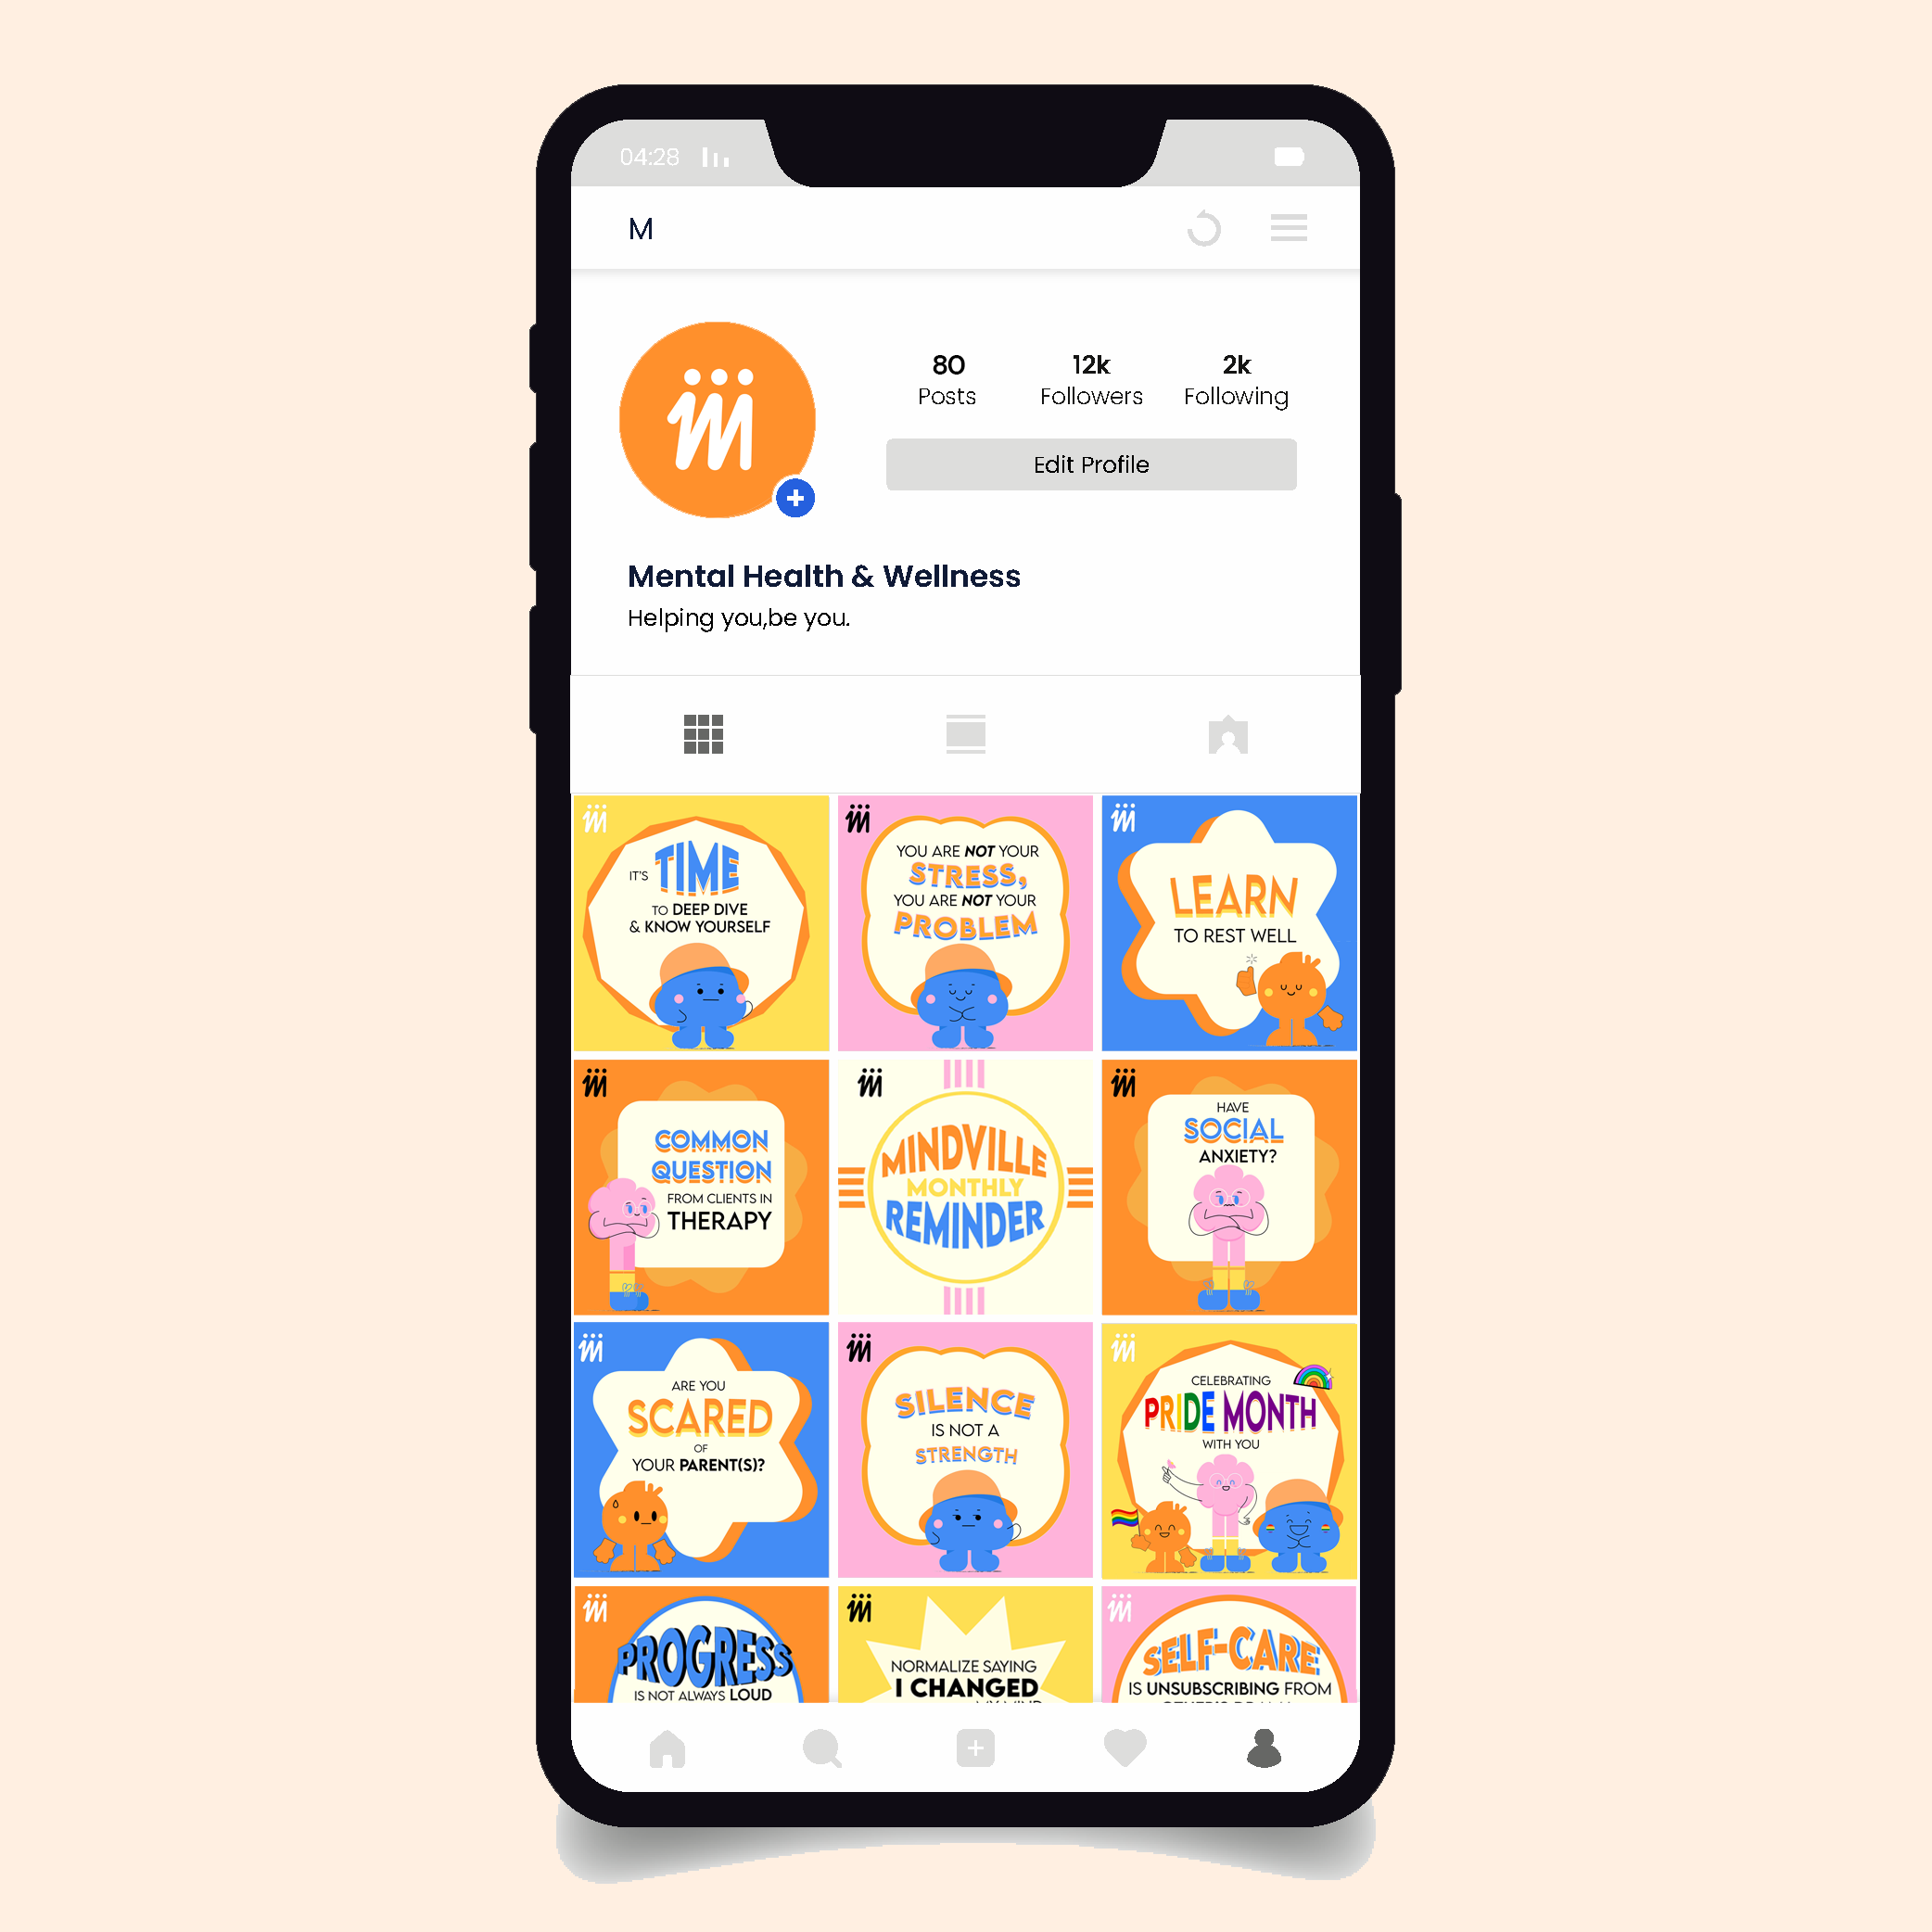 04:28
M
80
Posts
12k
Followers
2k
Following
Edit Profile
Mental Health & Wellness
Helping you,be you.
IT'S TIME
TO DEEP DIVE
& KNOW YOURSELF
YOU ARE NOT YOUR
STRESS,
YOU ARE NOT YOUR
PROBLEM
LEARN
TO REST WELL
COMMON
QUESTION
FROM CLIENTS IN
THERAPY
MINDVILLE
MONTHLY
REMINDER
HAVE
SOCIAL
ANXIETY?
ARE YOU
SCARED
OF
YOUR PARENT(S)?
SILENCE
IS NOT A
STRENGTH
CELEBRATING
PRIDE MONTH
WITH YOU
PROGRESS
IS NOT ALWAYS LOUD
NORMALIZE SAYING
I CHANGED
SELF-CARE
IS UNSUBSCRIBING FROM